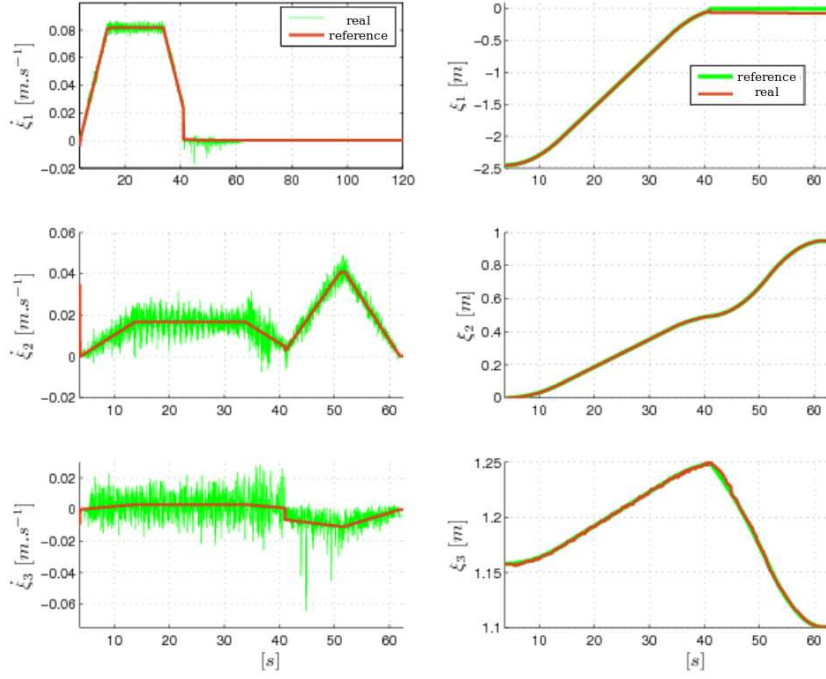 0.08
0.06
0.04
0.02
0
−0.02
20 40 60 80 100 120
ξ̇₁ [m.s⁻¹]
real
reference
0
−0.5
−1
−1.5
−2
−2.5
10 20 30 40 50 60
ξ₁ [m]
reference
real
0.06
0.04
0.02
0
−0.02
10 20 30 40 50 60
ξ̇₂ [m.s⁻¹]
1
0.8
0.6
0.4
0.2
0
10 20 30 40 50 60
ξ₂ [m]
0.02
0
−0.02
−0.04
−0.06
10 20 30 40 50 60
ξ̇₃ [m.s⁻¹]
[s]
1.25
1.2
1.15
1.1
10 20 30 40 50 60
ξ₃ [m]
[s]